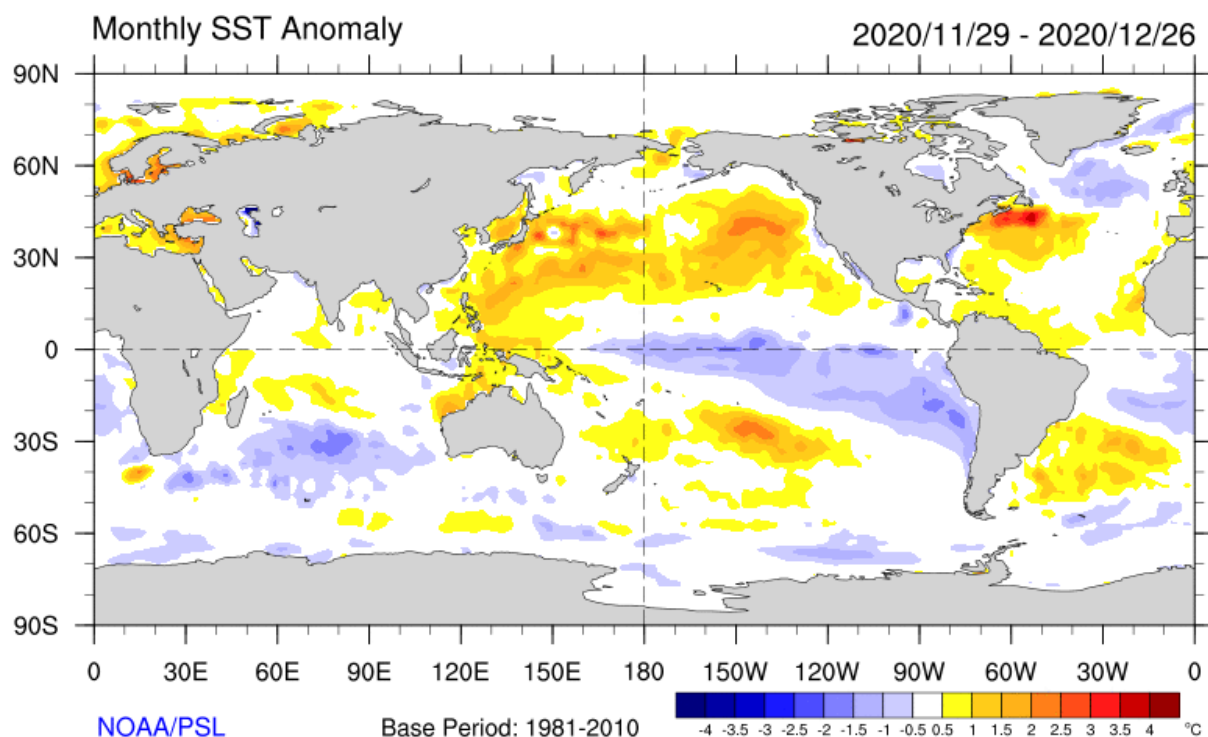 Monthly SST Anomaly 2020/11/29 - 2020/12/26
90N
60N
30N
0
30S
60S
90S
0 30E 60E 90E 120E 150E 180 150W 120W 90W 60W 30W 0
-4 -3.5 -3 -2.5 -2 -1.5 -1 -0.5 0.5 1 1.5 2 2.5 3 3.5 4 °C
NOAA/PSL Base Period: 1981-2010